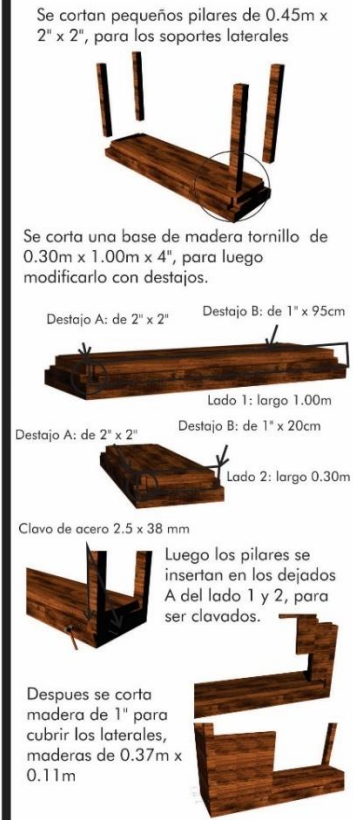 Se cortan pequeños pilares de 0.45m x
2" x 2", para los soportes laterales
Se corta una base de madera tornillo de
0.30m x 1.00m x 4", para luego
modificarlo con destajos.
Destajo A: de 2" x 2"
Destajo B: de 1" x 95cm
Lado 1: largo 1.00m
Destajo A: de 2" x 2"
Destajo B: de 1" x 20cm
Lado 2: largo 0.30m
Clavo de acero 2.5 x 38 mm
Luego los pilares se
insertan en los dejados
A del lado 1 y 2, para
ser clavados.
Despues se corta
madera de 1" para
cubrir los laterales,
maderas de 0.37m x
0.11m